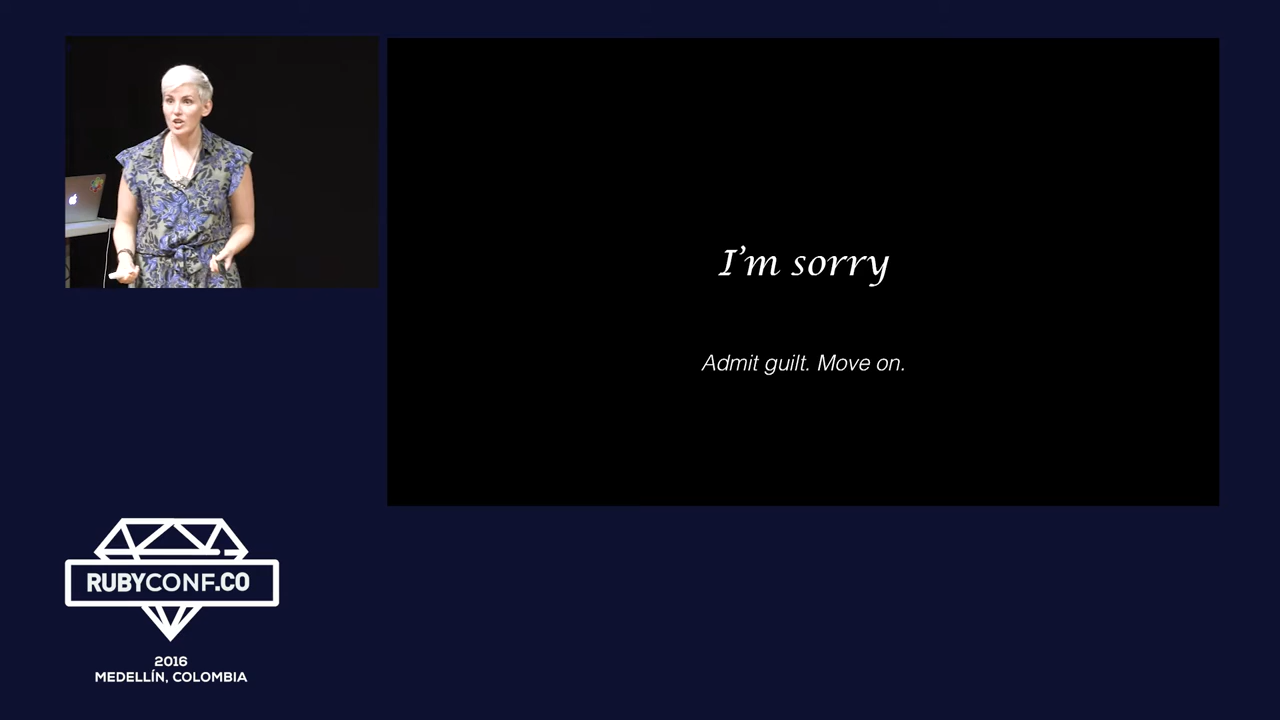 I'm sorry
Admit guilt. Move on.
RUBYCONF.CO
2016
MEDELLÍN, COLOMBIA